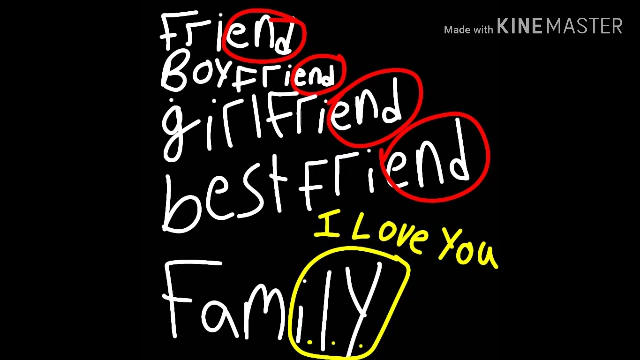 Made with KINEMASTER
Friend
Boyfriend
girlfriend
bestfriend
I Love You
Family